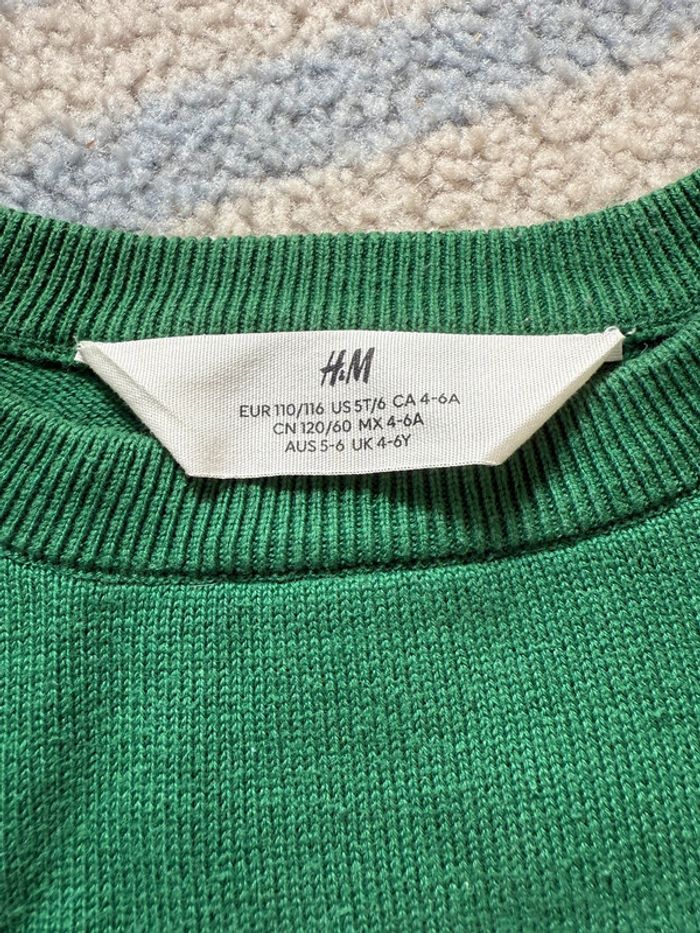 H&M
EUR 110/116 US 5T/6 CA 4-6A
CN 120/60 MX 4-6A
AUS 5-6 UK 4-6Y